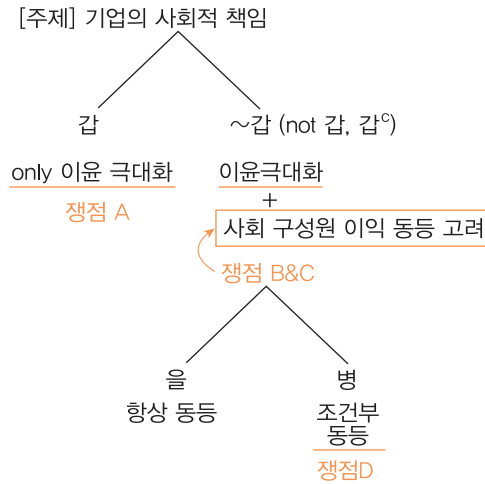 [주제] 기업의 사회적 책임
갑
~갑 (not 갑, 갑ᶜ)
only 이윤 극대화
쟁점 A
이윤극대화
+
사회 구성원 이익 동등 고려
쟁점 B&C
을
항상 동등
병
조건부
동등
쟁점D